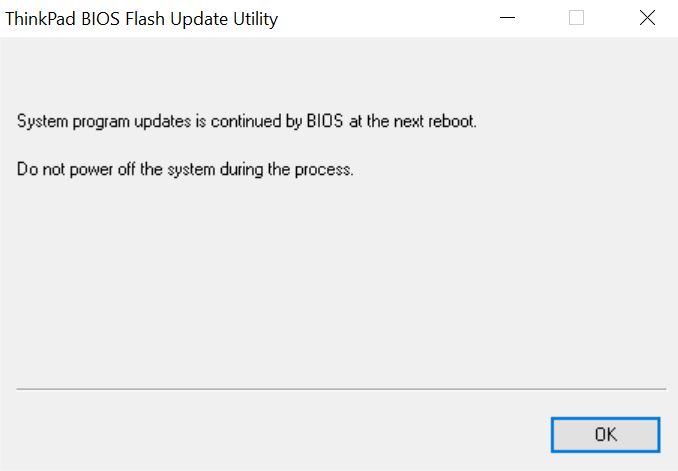 ThinkPad BIOS Flash Update Utility
System program updates is continued by BIOS at the next reboot.
Do not power off the system during the process.
OK